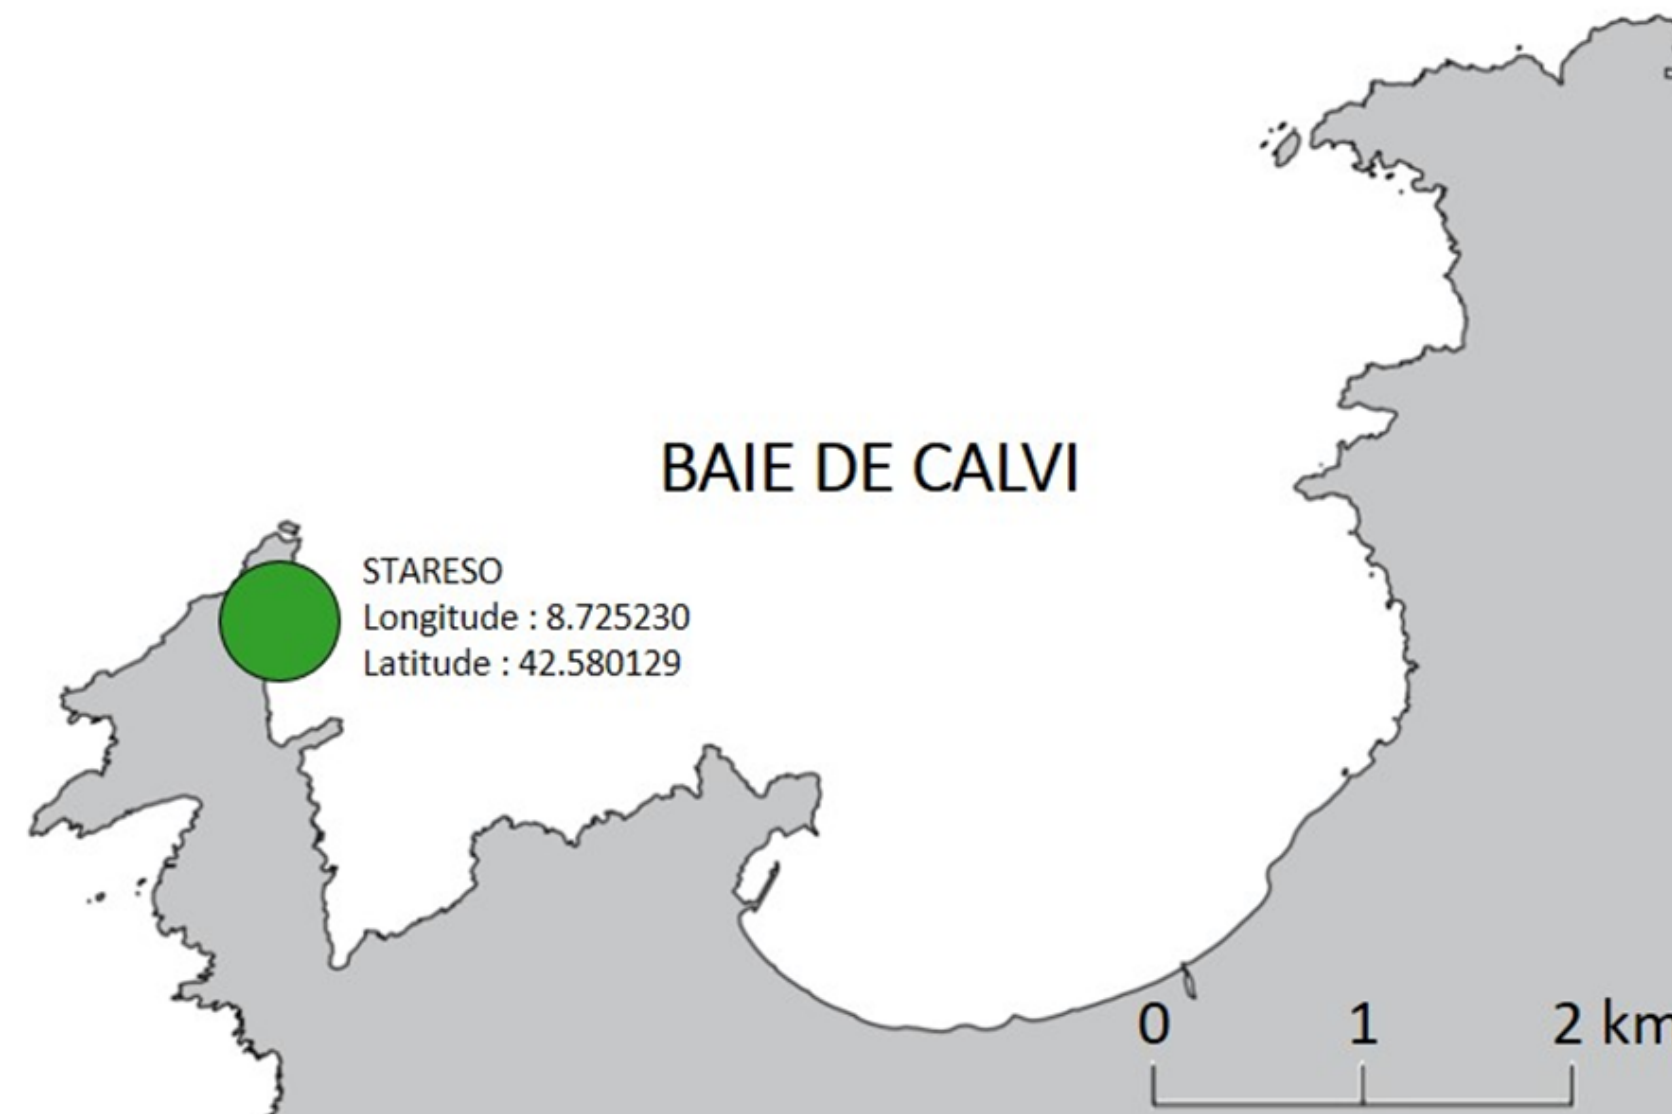 BAIE DE CALVI
STARESO
Longitude : 8.725230
Latitude : 42.580129
0 1 2 km